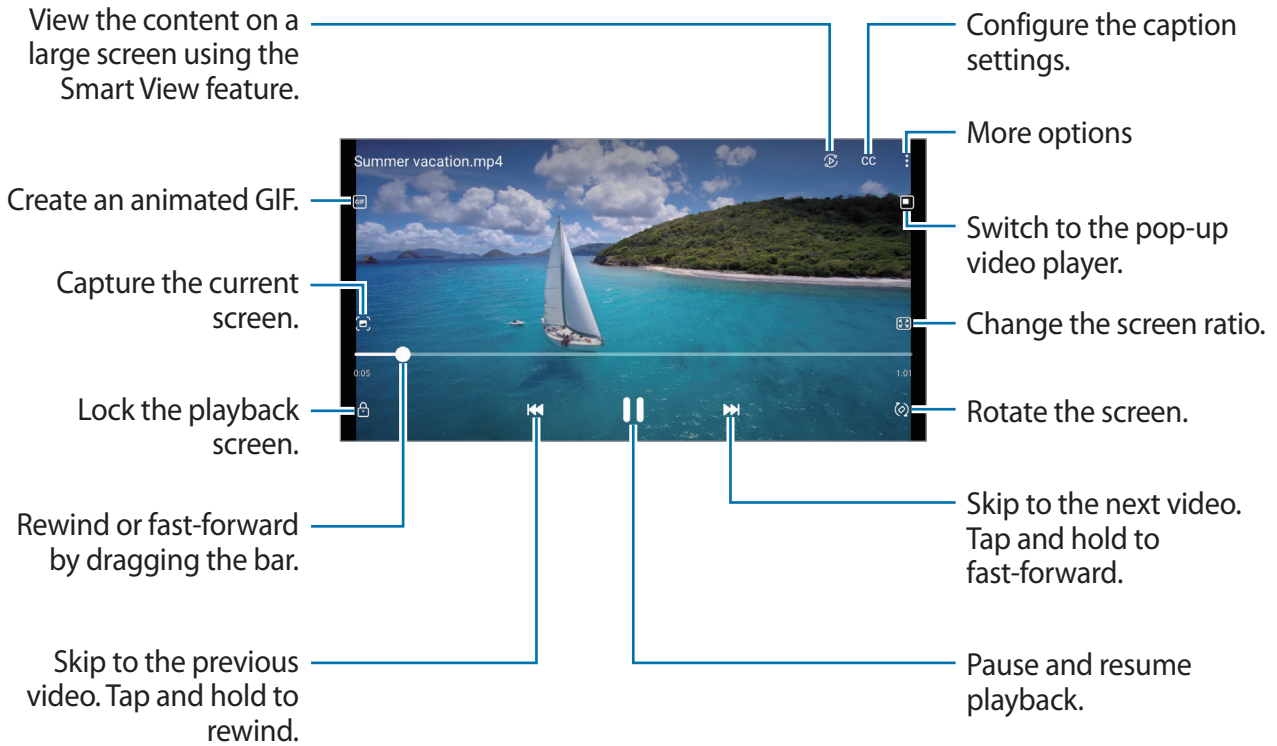 View the content on a
large screen using the
Smart View feature.
Configure the caption
settings.
More options
Summer vacation.mp4
CC
GIF
Create an animated GIF.
Switch to the pop-up
video player.
Capture the current
screen.
Change the screen ratio.
0:05
1:01
Lock the playback
screen.
Rotate the screen.
Rewind or fast-forward
by dragging the bar.
Skip to the next video.
Tap and hold to
fast-forward.
Skip to the previous
video. Tap and hold to
rewind.
Pause and resume
playback.